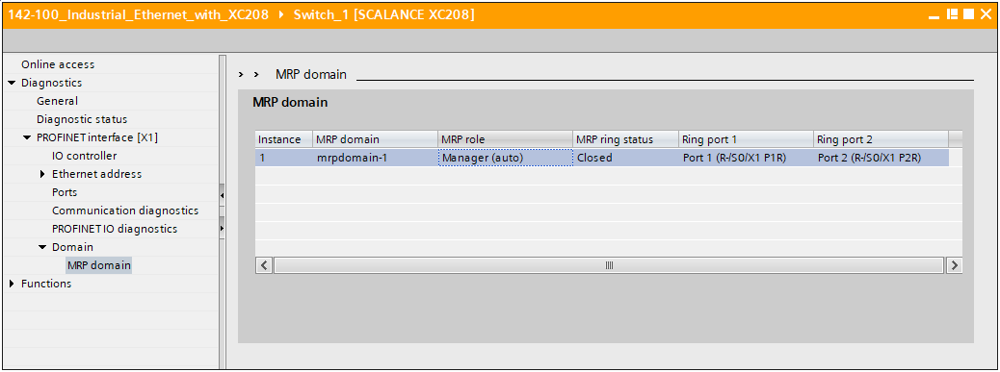 142-100_Industrial_Ethernet_with_XC208 Switch_1 [SCALANCE XC208]
Online access
Diagnostics
General
Diagnostic status
PROFINET interface [X1]
IO controller
Ethernet address
Ports
Communication diagnostics
PROFINET IO diagnostics
Domain
MRP domain
Functions
MRP domain
MRP domain
Instance MRP domain MRP role MRP ring status Ring port 1 Ring port 2
1 mrpdomain-1 Manager (auto) Closed Port 1 (R-/S0/X1 P1R) Port 2 (R-/S0/X1 P2R)